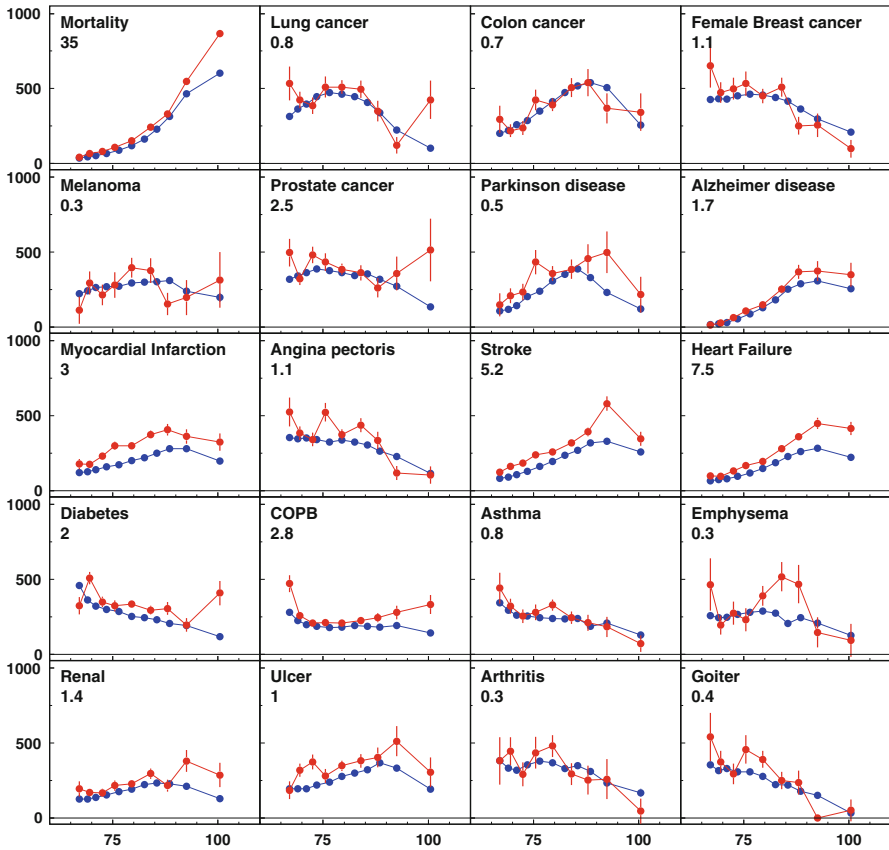 1000
500
0
Mortality
35
Lung cancer
0.8
Colon cancer
0.7
Female Breast cancer
1.1
1000
500
0
Melanoma
0.3
Prostate cancer
2.5
Parkinson disease
0.5
Alzheimer disease
1.7
1000
500
0
Myocardial Infarction
3
Angina pectoris
1.1
Stroke
5.2
Heart Failure
7.5
1000
500
0
Diabetes
2
COPB
2.8
Asthma
0.8
Emphysema
0.3
1000
500
0
Renal
1.4
Ulcer
1
Arthritis
0.3
Goiter
0.4
75 100 75 100 75 100 75 100